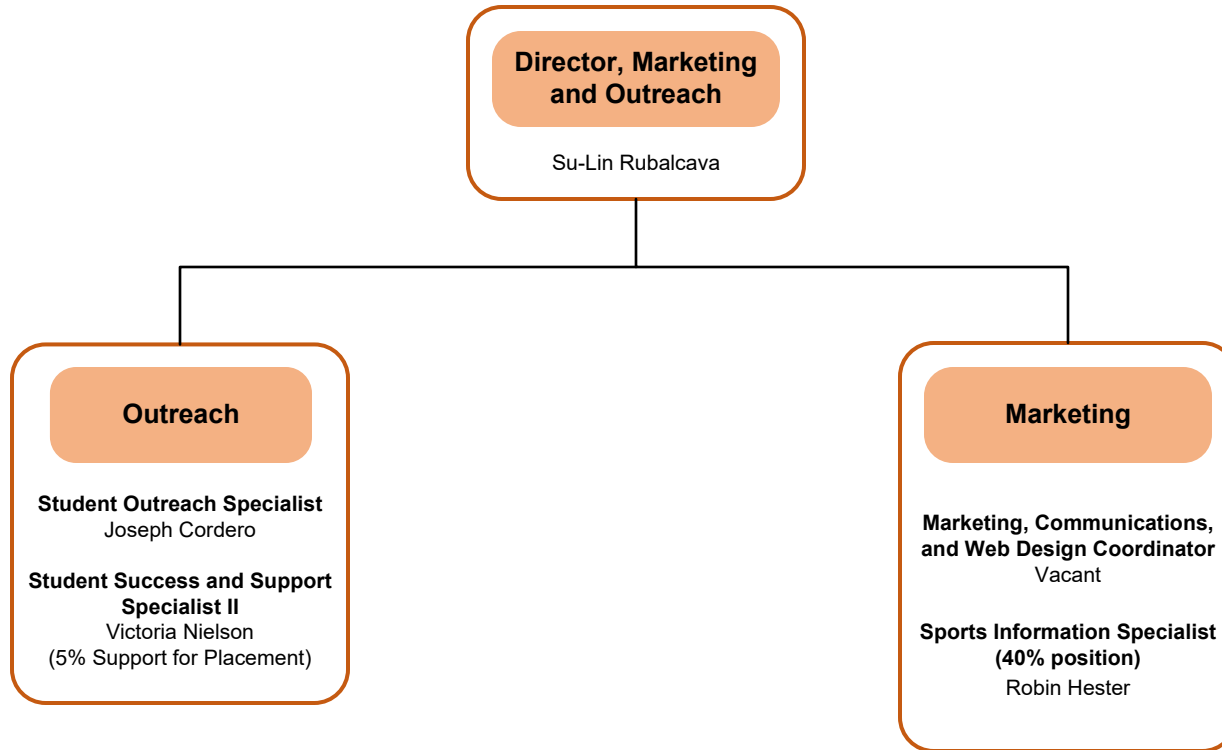 Director, Marketing
and Outreach
Su-Lin Rubalcava
Outreach
Student Outreach Specialist
Joseph Cordero
Student Success and Support
Specialist II
Victoria Nielson
(5% Support for Placement)
Marketing
Marketing, Communications,
and Web Design Coordinator
Vacant
Sports Information Specialist
(40% position)
Robin Hester